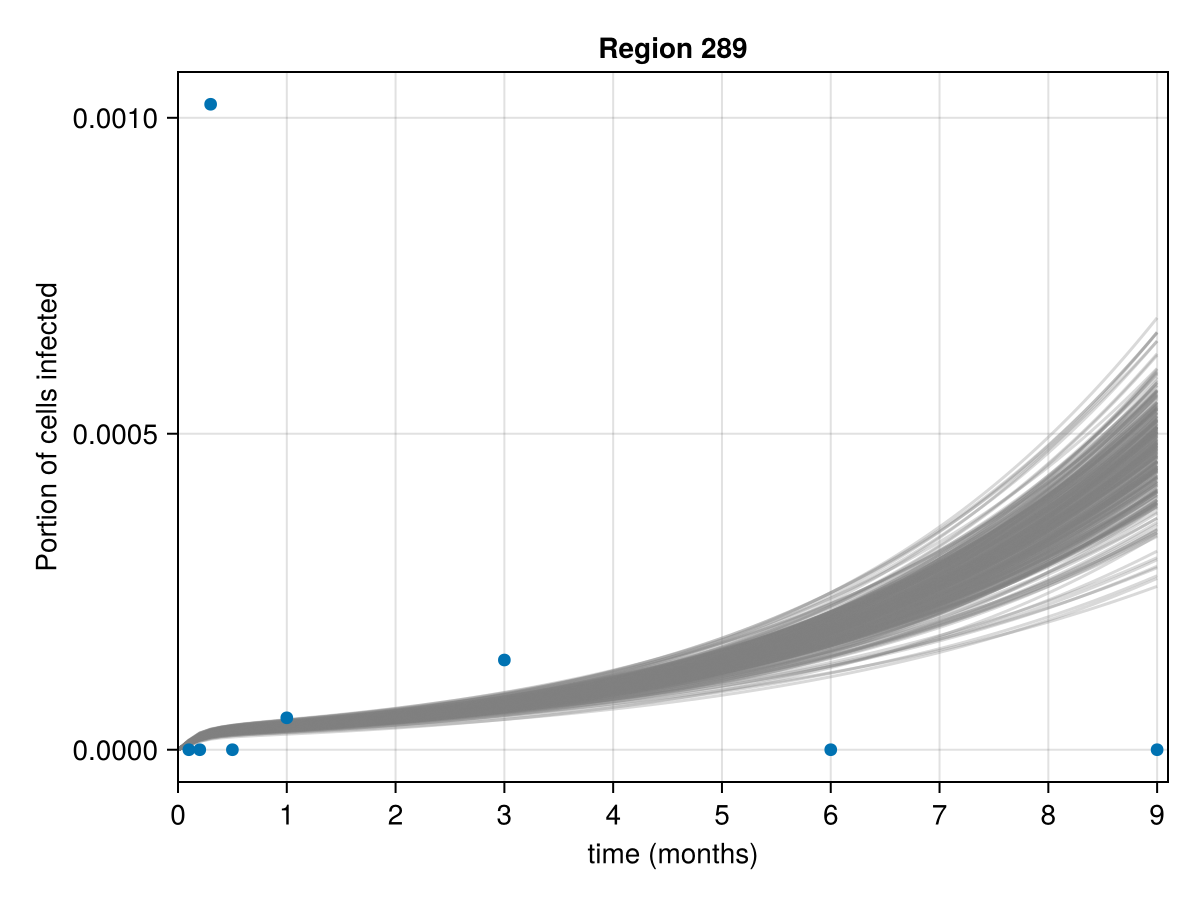 Region 289
0.0010
0.0005
0.0000
Portion of cells infected
0 1 2 3 4 5 6 7 8 9
time (months)